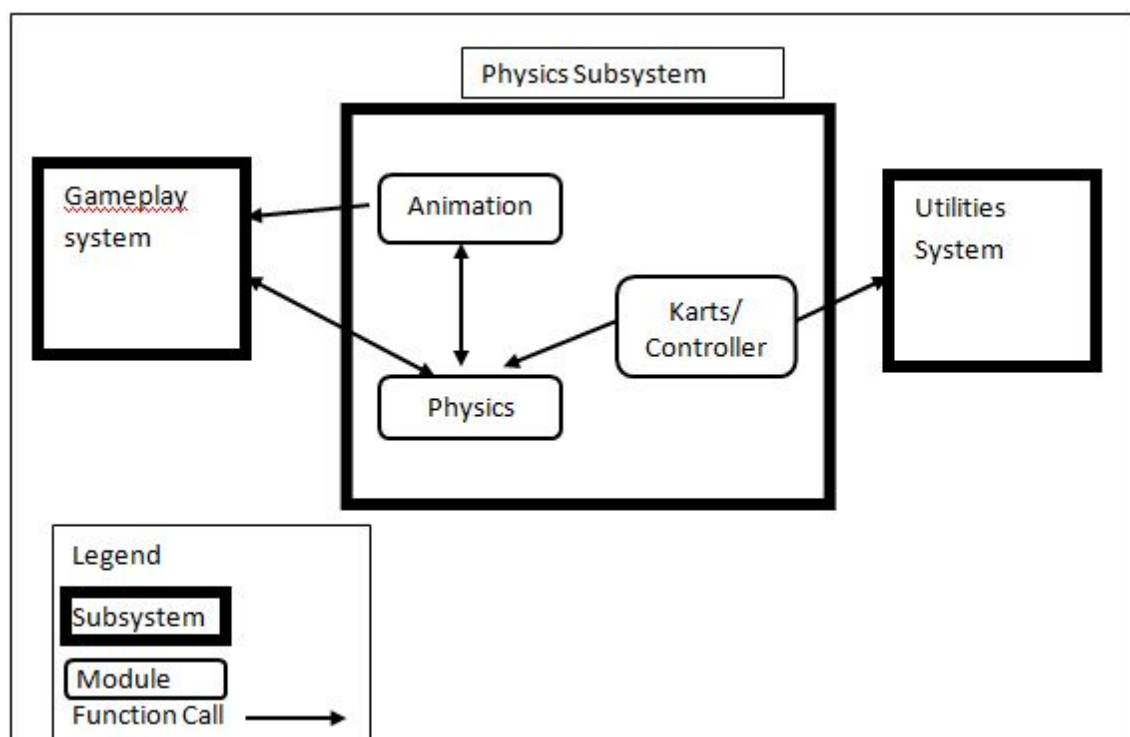 Physics Subsystem
Gameplay
system
Animation
Utilities
System
Karts/
Controller
Physics
Legend
Subsystem
Module
Function Call